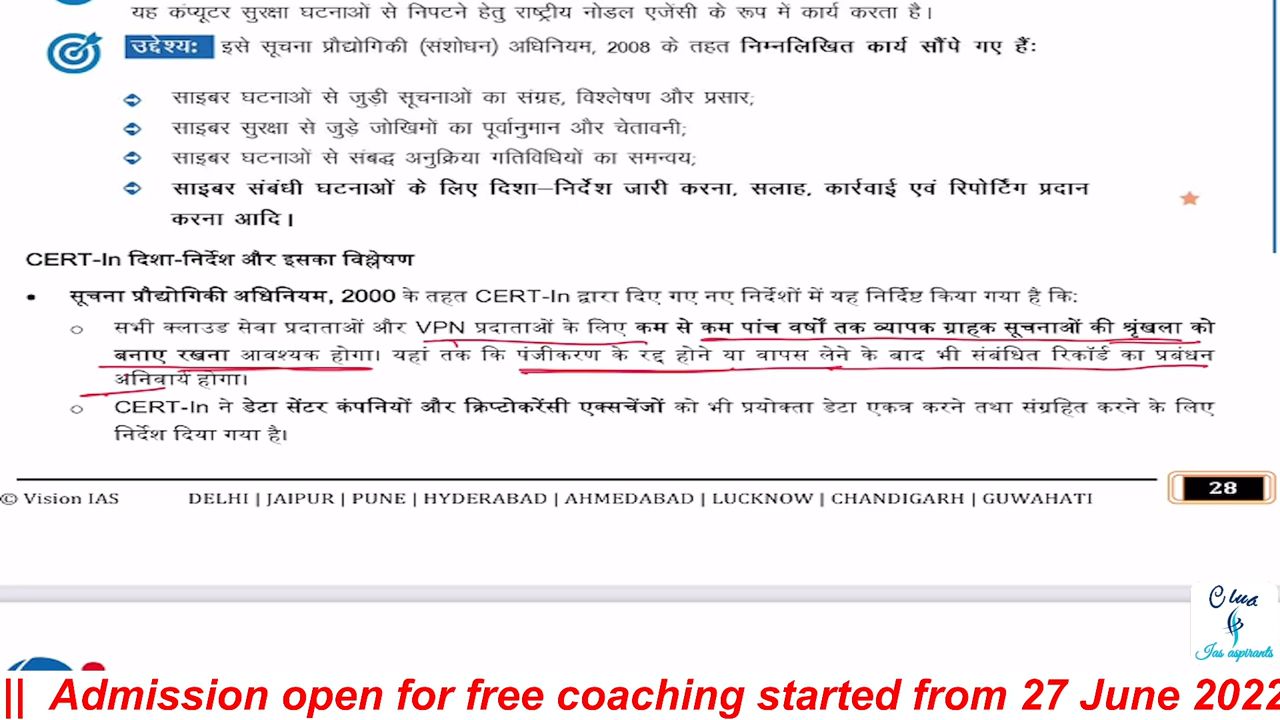 यह कंप्यूटर सुरक्षा घटनाओं से निपटने हेतु राष्ट्रीय नोडल एजेंसी के रूप में कार्य करता है।
उद्देश्य: इसे सूचना प्रौद्योगिकी (संशोधन) अधिनियम, 2008 के तहत निम्नलिखित कार्य सौंपे गए हैं:
साइबर घटनाओं से जुड़ी सूचनाओं का संग्रह, विश्लेषण और प्रसार;
साइबर सुरक्षा से जुड़े जोखिमों का पूर्वानुमान और चेतावनी;
साइबर घटनाओं से संबद्ध अनुक्रिया गतिविधियों का समन्वय;
साइबर संबंधी घटनाओं के लिए दिशा–निर्देश जारी करना, सलाह, कार्रवाई एवं रिपोर्टिंग प्रदान
करना आदि।
CERT-In दिशा-निर्देश और इसका विश्लेषण
• सूचना प्रौद्योगिकी अधिनियम, 2000 के तहत CERT-In द्वारा दिए गए नए निर्देशों में यह निर्दिष्ट किया गया है कि:
○ सभी क्लाउड सेवा प्रदाताओं और VPN प्रदाताओं के लिए कम से कम पांच वर्षों तक व्यापक ग्राहक सूचनाओं की श्रृंखला को
बनाए रखना आवश्यक होगा। यहां तक कि पंजीकरण के रद्द होने या वापस लेने के बाद भी संबंधित रिकॉर्ड का प्रबंधन
अनिवार्य होगा।
○ CERT-In ने डेटा सेंटर कंपनियों और क्रिप्टोकरेंसी एक्सचेंजों को भी प्रयोक्ता डेटा एकत्र करने तथा संग्रहित करने के लिए
निर्देश दिया गया है।
© Vision IAS DELHI | JAIPUR | PUNE | HYDERABAD | AHMEDABAD | LUCKNOW | CHANDIGARH | GUWAHATI 28
Clua
Ias aspirants
|| Admission open for free coaching started from 27 June 2022